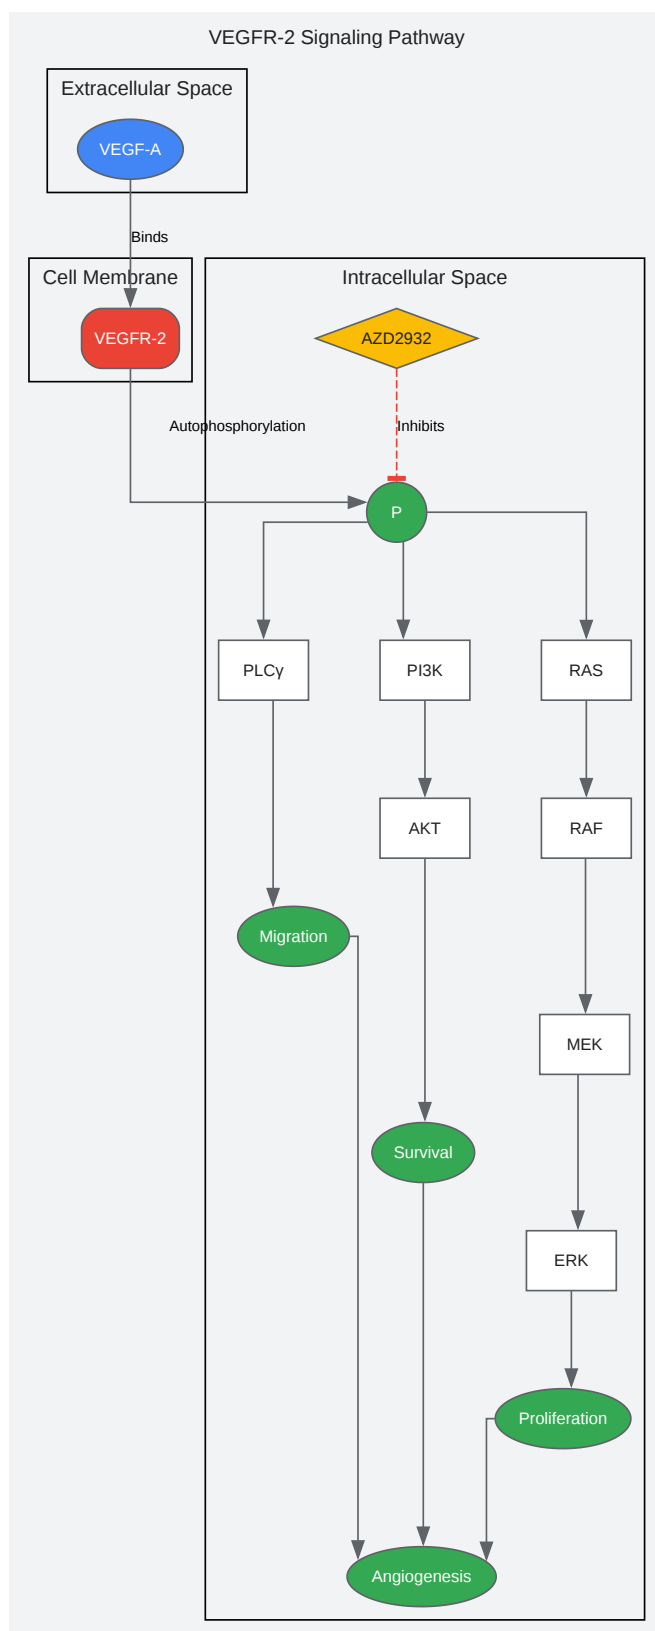 VEGFR-2 Signaling Pathway
Extracellular Space
VEGF-A
Binds
Cell Membrane
Intracellular Space
VEGFR-2
AZD2932
Autophosphorylation
Inhibits
P
PLCγ
PI3K
RAS
AKT
RAF
Migration
MEK
Survival
ERK
Proliferation
Angiogenesis